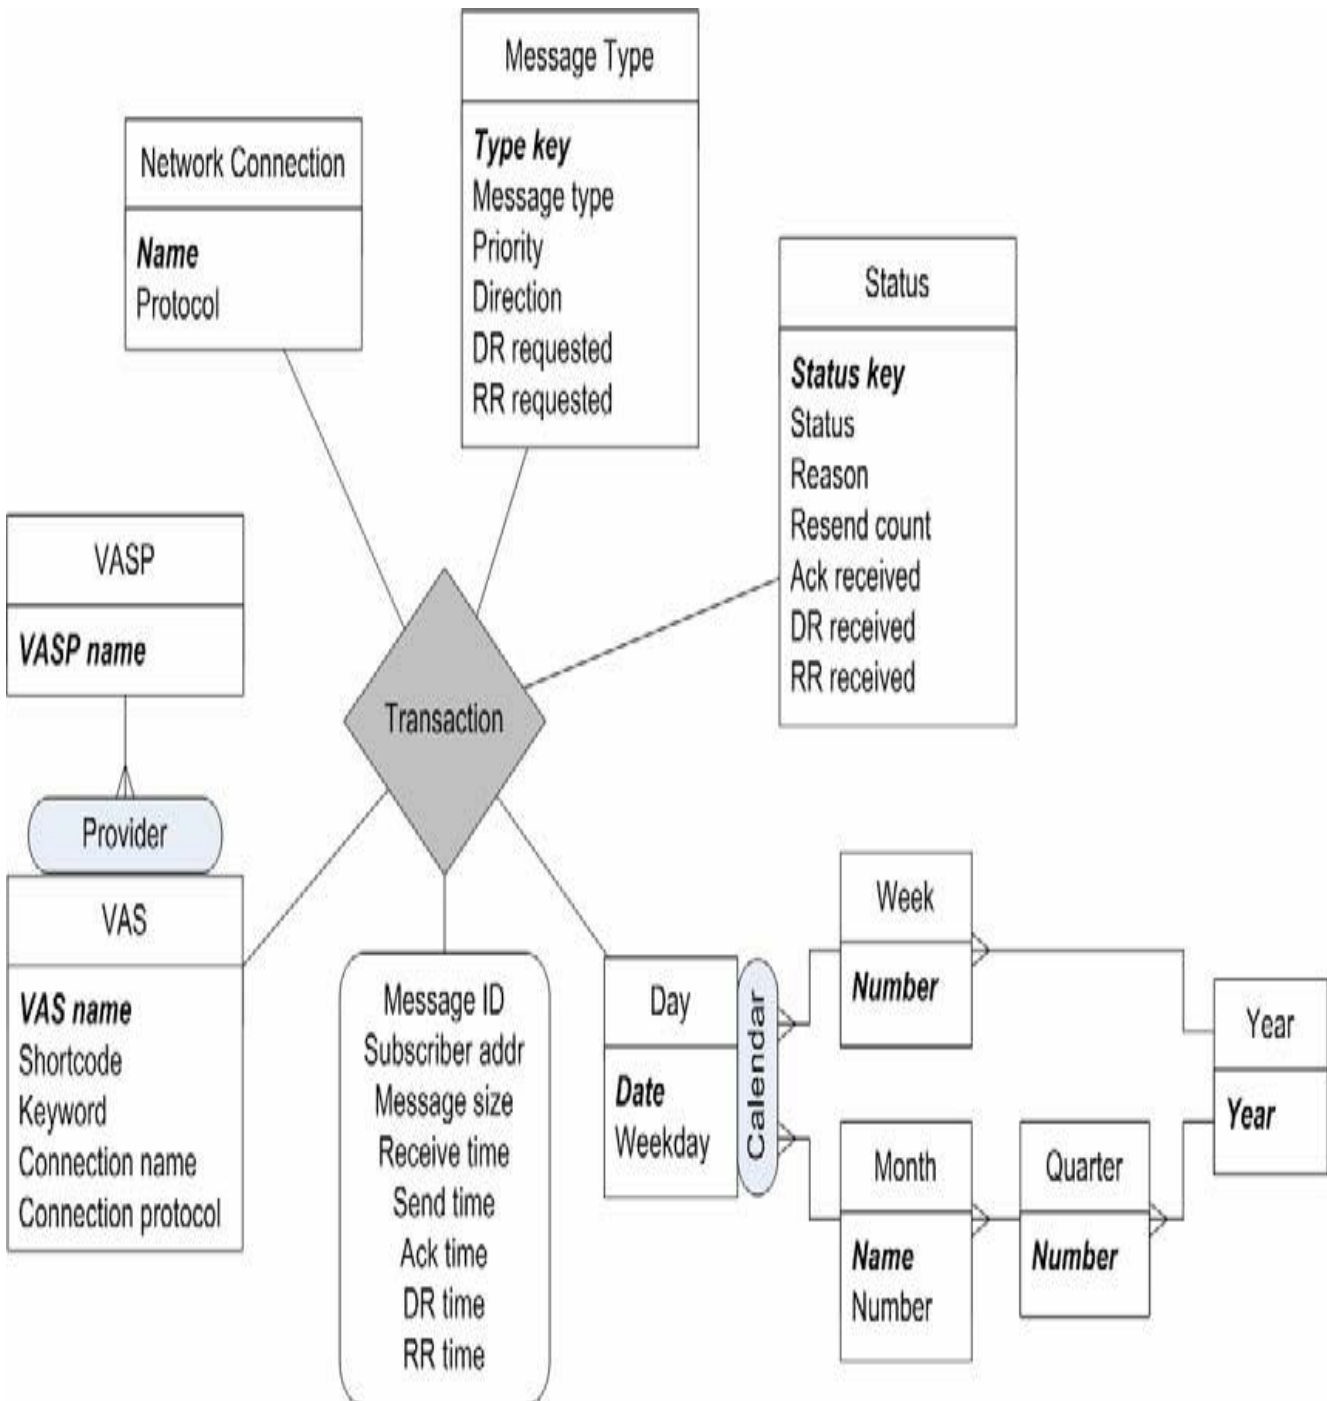 Message Type
Type key
Message type
Priority
Direction
DR requested
RR requested
Network Connection
Name
Protocol
Status
Status key
Status
Reason
Resend count
Ack received
DR received
RR received
VASP
VASP name
Transaction
Provider
VAS
VAS name
Shortcode
Keyword
Connection name
Connection protocol
Message ID
Subscriber addr
Message size
Receive time
Send time
Ack time
DR time
RR time
Day
Date
Weekday
Calendar
Week
Number
Month
Name
Number
Quarter
Number
Year
Year